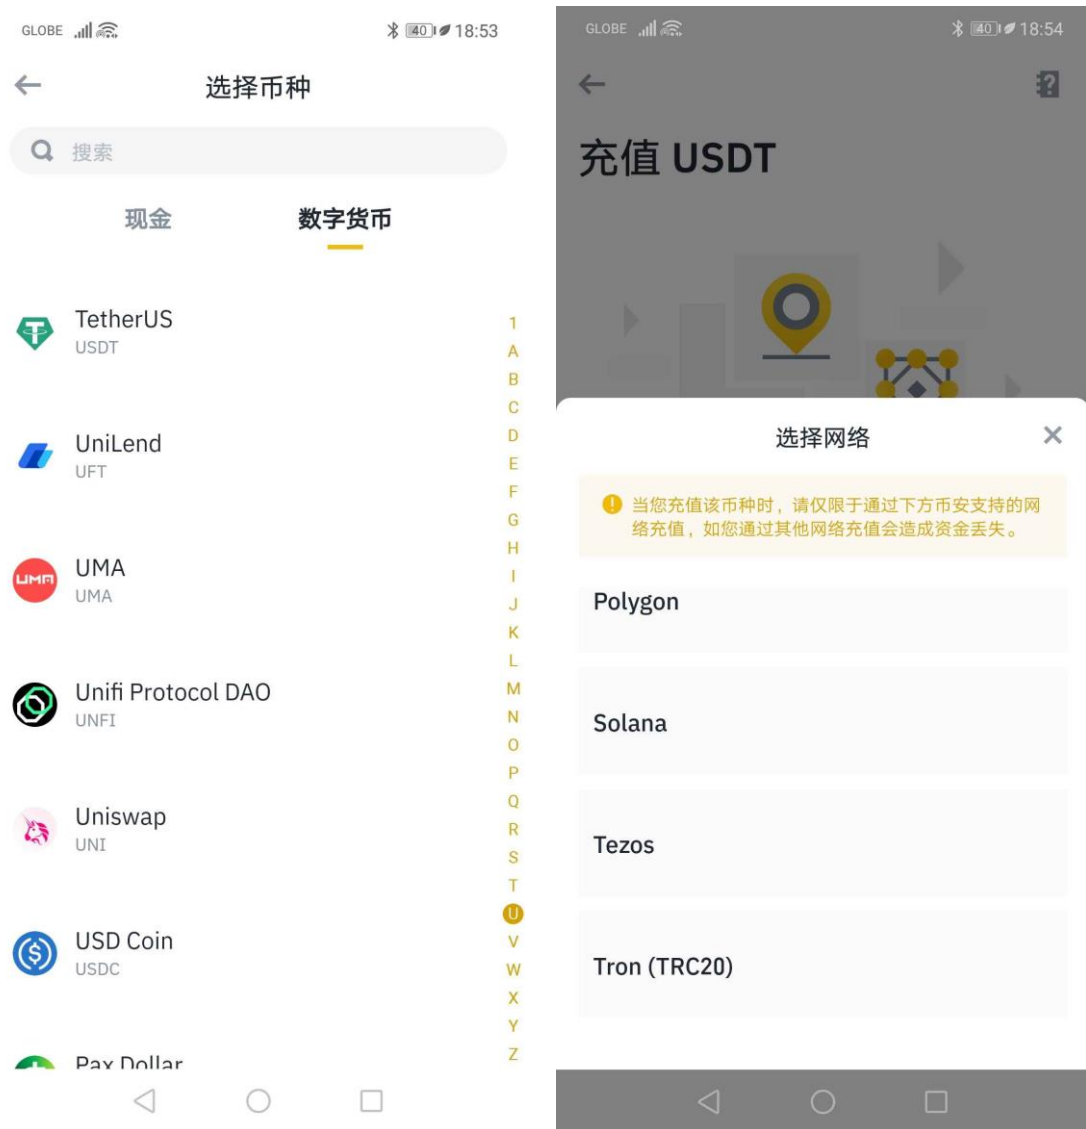 GLOBE 40 18:53
选择币种
搜索
现金 数字货币
TetherUS
USDT
UniLend
UFT
UMA
UMA
UMA
Unifi Protocol DAO
UNFI
Uniswap
UNI
USD Coin
USDC
Pax Dollar
1
A
B
C
D
E
F
G
H
I
J
K
L
M
N
O
P
Q
R
S
T
U
V
W
X
Y
Z
GLOBE 40 18:54
充值 USDT
选择网络
当您充值该币种时，请仅限于通过下方币安支持的网
络充值，如您通过其他网络充值会造成资金丢失。
Polygon
Solana
Tezos
Tron (TRC20)